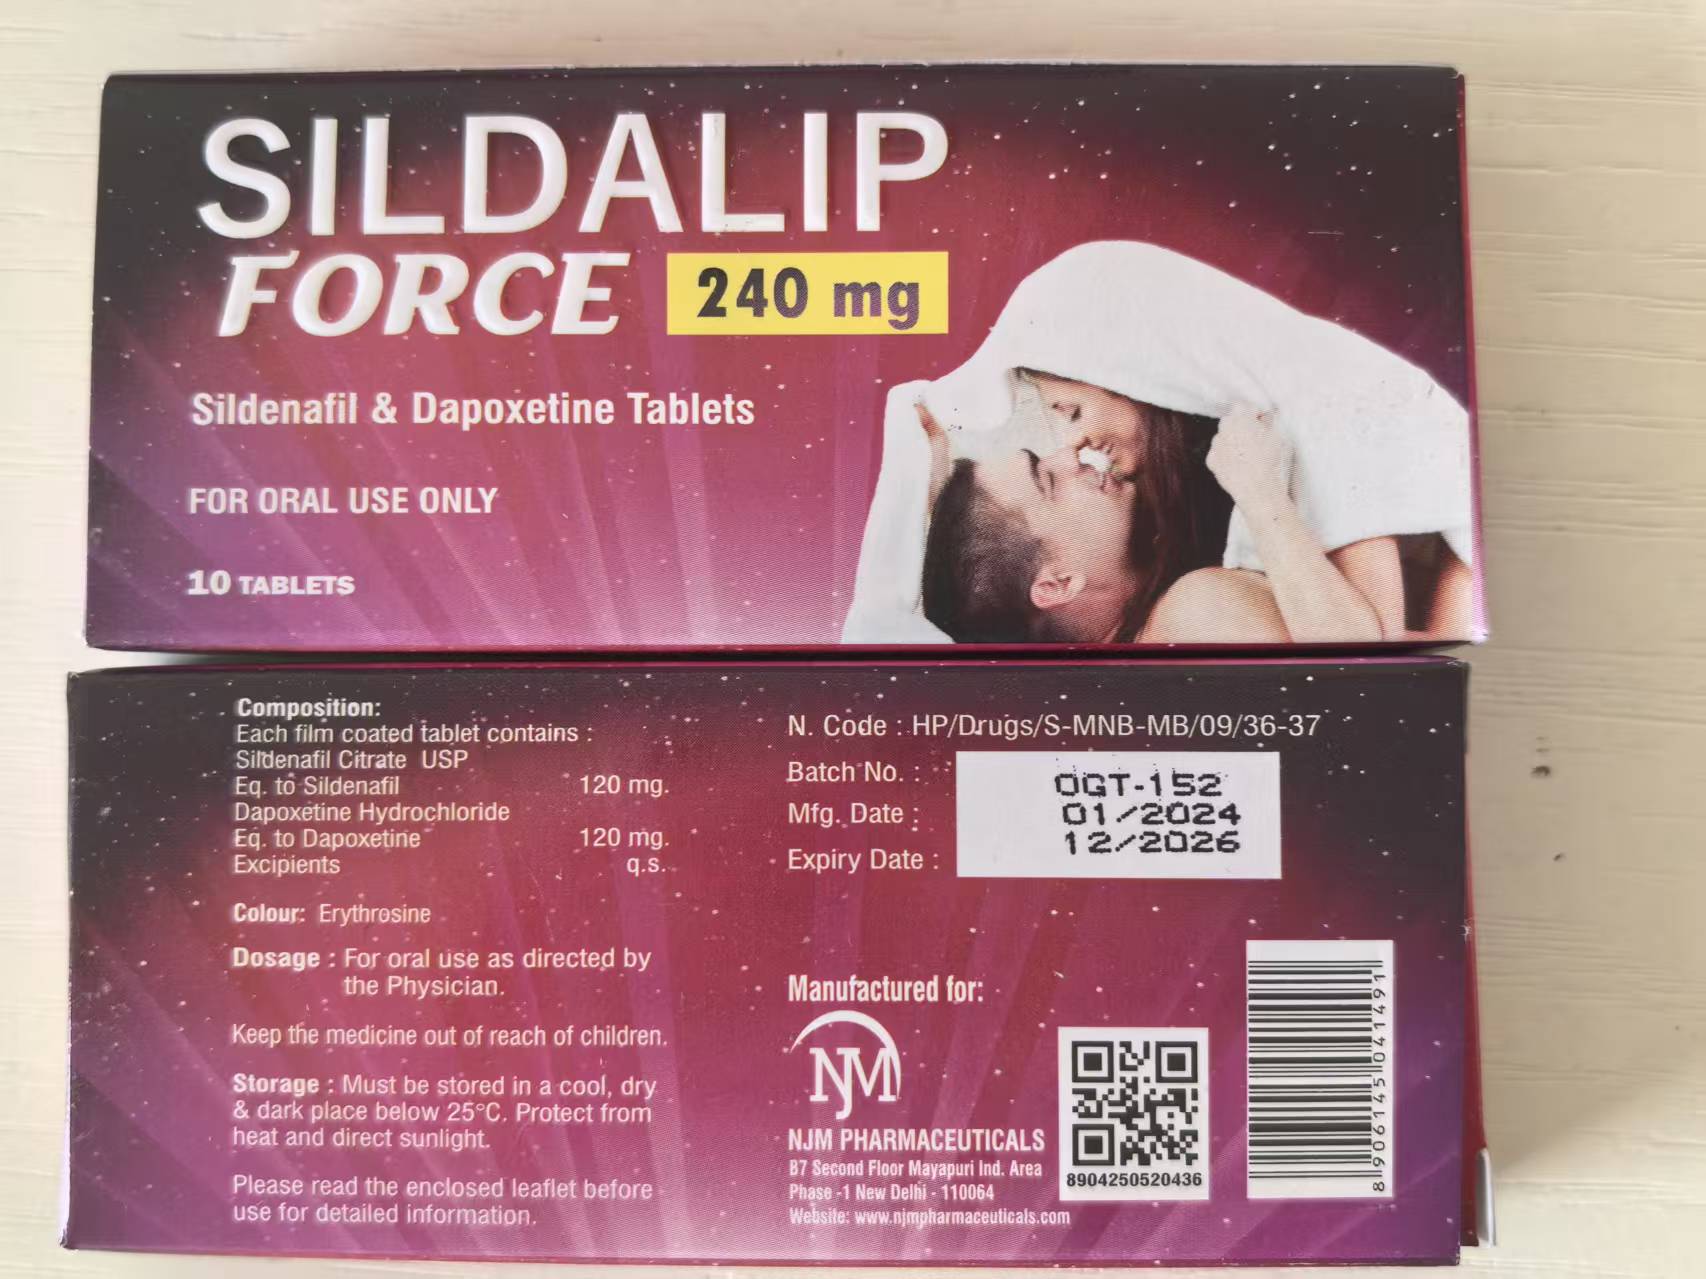 SILDALIP
FORCE 240 mg
Sildenafil & Dapoxetine Tablets
FOR ORAL USE ONLY
10 TABLETS
Composition:
Each film coated tablet contains :
Sildenafil Citrate USP
Eq. to Sildenafil 120 mg.
Dapoxetine Hydrochloride
Eq. to Dapoxetine 120 mg.
Excipients q.s.
Colour: Erythrosine
Dosage : For oral use as directed by
the Physician.
Keep the medicine out of reach of children.
Storage : Must be stored in a cool, dry
& dark place below 25°C. Protect from
heat and direct sunlight.
Please read the enclosed leaflet before
use for detailed information.
N. Code : HP/Drugs/S-MNB-MB/09/36-37
Batch No. : OGT-152
Mfg. Date : 01/2024
Expiry Date : 12/2026
Manufactured for:
NJM
NJM PHARMACEUTICALS
B7 Second Floor Mayapuri Ind. Area
Phase -1 New Delhi - 110064
Website: www.njmpharmaceuticals.com
8904250520436
8906145041491